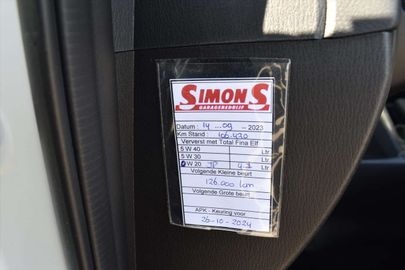 SIMONS
GARAGEBEDRIJF
Datum : 14 ... 09 - 2023
Km Stand : 106.430
Ververst met Total Fina Elf
5 W 40 Ltr
5 W 30 Ltr
0 W 20 Ltr
Volgende Kleine beurt
126.000 km
Volgende Grote beurt
APK - Keuring voor
26-10-2024